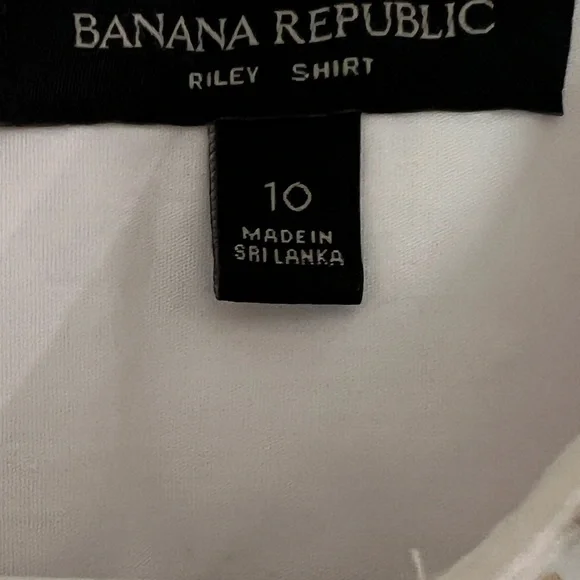 BANANA REPUBLIC
RILEY SHIRT
10
MADE IN
SRI LANKA